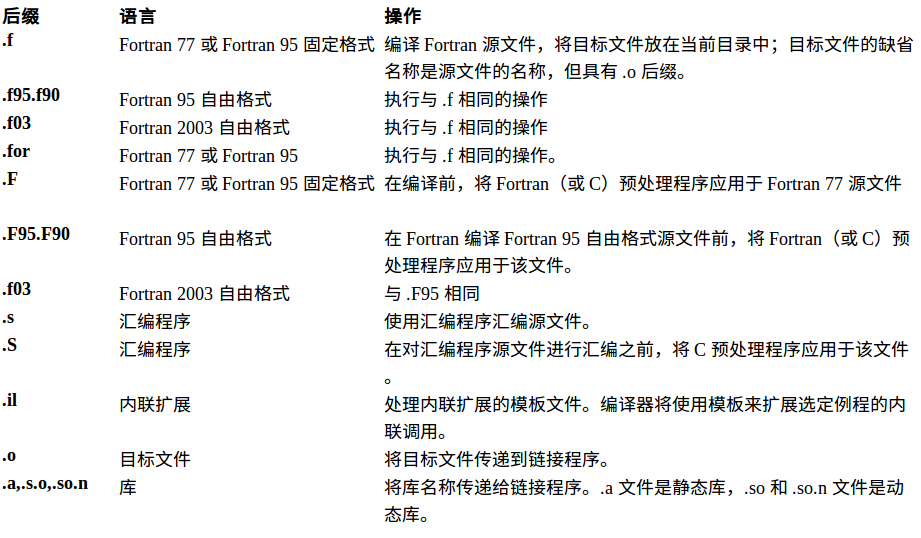 后缀 语言 操作
.f Fortran 77 或 Fortran 95 固定格式 编译 Fortran 源文件，将目标文件放在当前目录中；目标文件的缺省
名称是源文件的名称，但具有 .o 后缀。
.f95.f90 Fortran 95 自由格式 执行与 .f 相同的操作
.f03 Fortran 2003 自由格式 执行与 .f 相同的操作
.for Fortran 77 或 Fortran 95 执行与 .f 相同的操作。
.F Fortran 77 或 Fortran 95 固定格式 在编译前，将 Fortran（或 C）预处理程序应用于 Fortran 77 源文件
.F95.F90 Fortran 95 自由格式 在 Fortran 编译 Fortran 95 自由格式源文件前，将 Fortran（或 C）预
处理程序应用于该文件。
.f03 Fortran 2003 自由格式 与 .F95 相同
.s 汇编程序 使用汇编程序汇编源文件。
.S 汇编程序 在对汇编程序源文件进行汇编之前，将 C 预处理程序应用于该文件
。
.il 内联扩展 处理内联扩展的模板文件。编译器将使用模板来扩展选定例程的内
联调用。
.o 目标文件 将目标文件传递到链接程序。
.a,.s.o,.so.n 库 将库名称传递给链接程序。.a 文件是静态库，.so 和 .so.n 文件是动
态库。